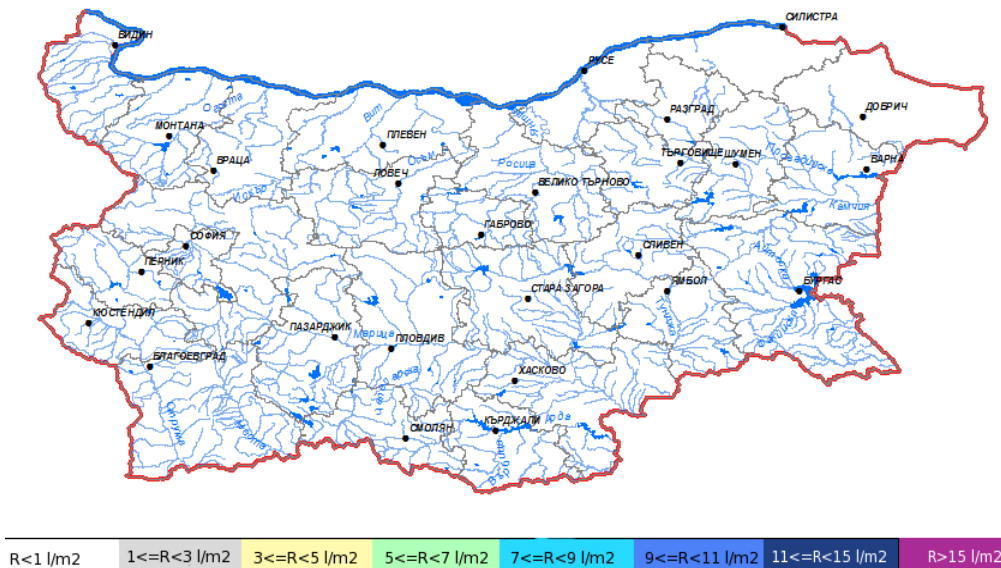 СИЛИСТРА
ВИДИН
РУСЕ
ДОБРИЧ
Огоста
Вит
РАЗГРАД
МОНТАНА
ПЛЕВЕН
ВРАЦА
Осъм
Росица
ТЪРГОВИЩЕ
ШУМЕН
ВАРНА
Искър
ЛОВЕЧ
ВЕЛИКО ТЪРНОВО
Камчия
ГАБРОВО
СОФИЯ
СЛИВЕН
ПЕРНИК
СТАРА ЗАГОРА
ЯМБОЛ
БУРГАС
КЮСТЕНДИЛ
ПАЗАРДЖИК
Марица
ПЛОВДИВ
БЛАГОЕВГРАД
ХАСКОВО
Струма
СМОЛЯН
КЪРДЖАЛИ
Арда
R<1 l/m2
1<=R<3 l/m2
3<=R<5 l/m2
5<=R<7 l/m2
7<=R<9 l/m2
9<=R<11 l/m2
11<=R<15 l/m2
R>15 l/m2